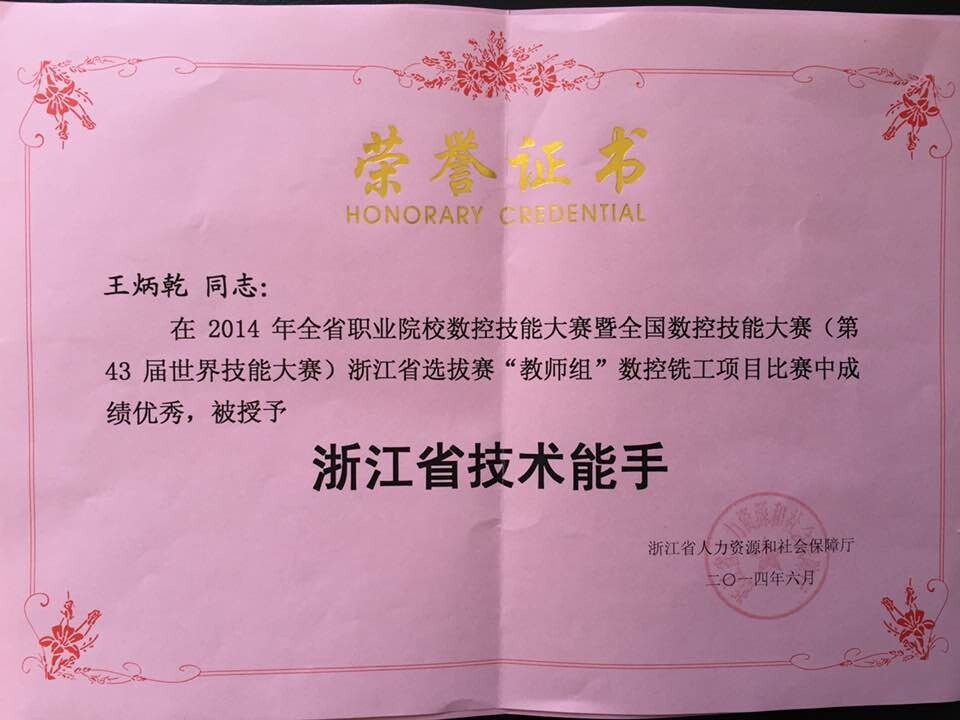 荣誉证书
HONORARY CREDENTIAL
王炳乾 同志：
在 2014 年全省职业院校数控技能大赛暨全国数控技能大赛（第
43 届世界技能大赛）浙江省选拔赛“教师组”数控铣工项目比赛中成
绩优秀，被授予
浙江省技术能手
浙江省人力资源和社会保障厅
二〇一四年六月